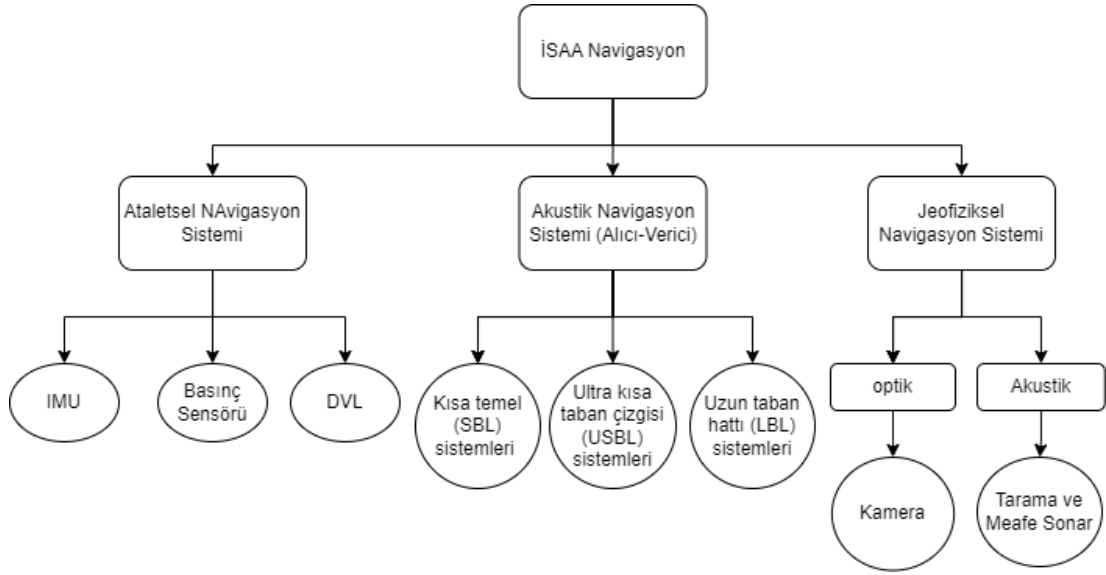 İSAA Navigasyon
Ataletsel NAvigasyon
Sistemi
Akustik Navigasyon
Sistemi (Alıcı-Verici)
Jeofiziksel
Navigasyon Sistemi
IMU
Basınç
Sensörü
DVL
Kısa temel
(SBL)
sistemleri
Ultra kısa
taban çizgisi
(USBL)
sistemleri
Uzun taban
hattı (LBL)
sistemleri
optik
Akustik
Kamera
Tarama ve
Meafe Sonar